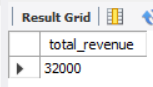 Result Grid
total_revenue
32000